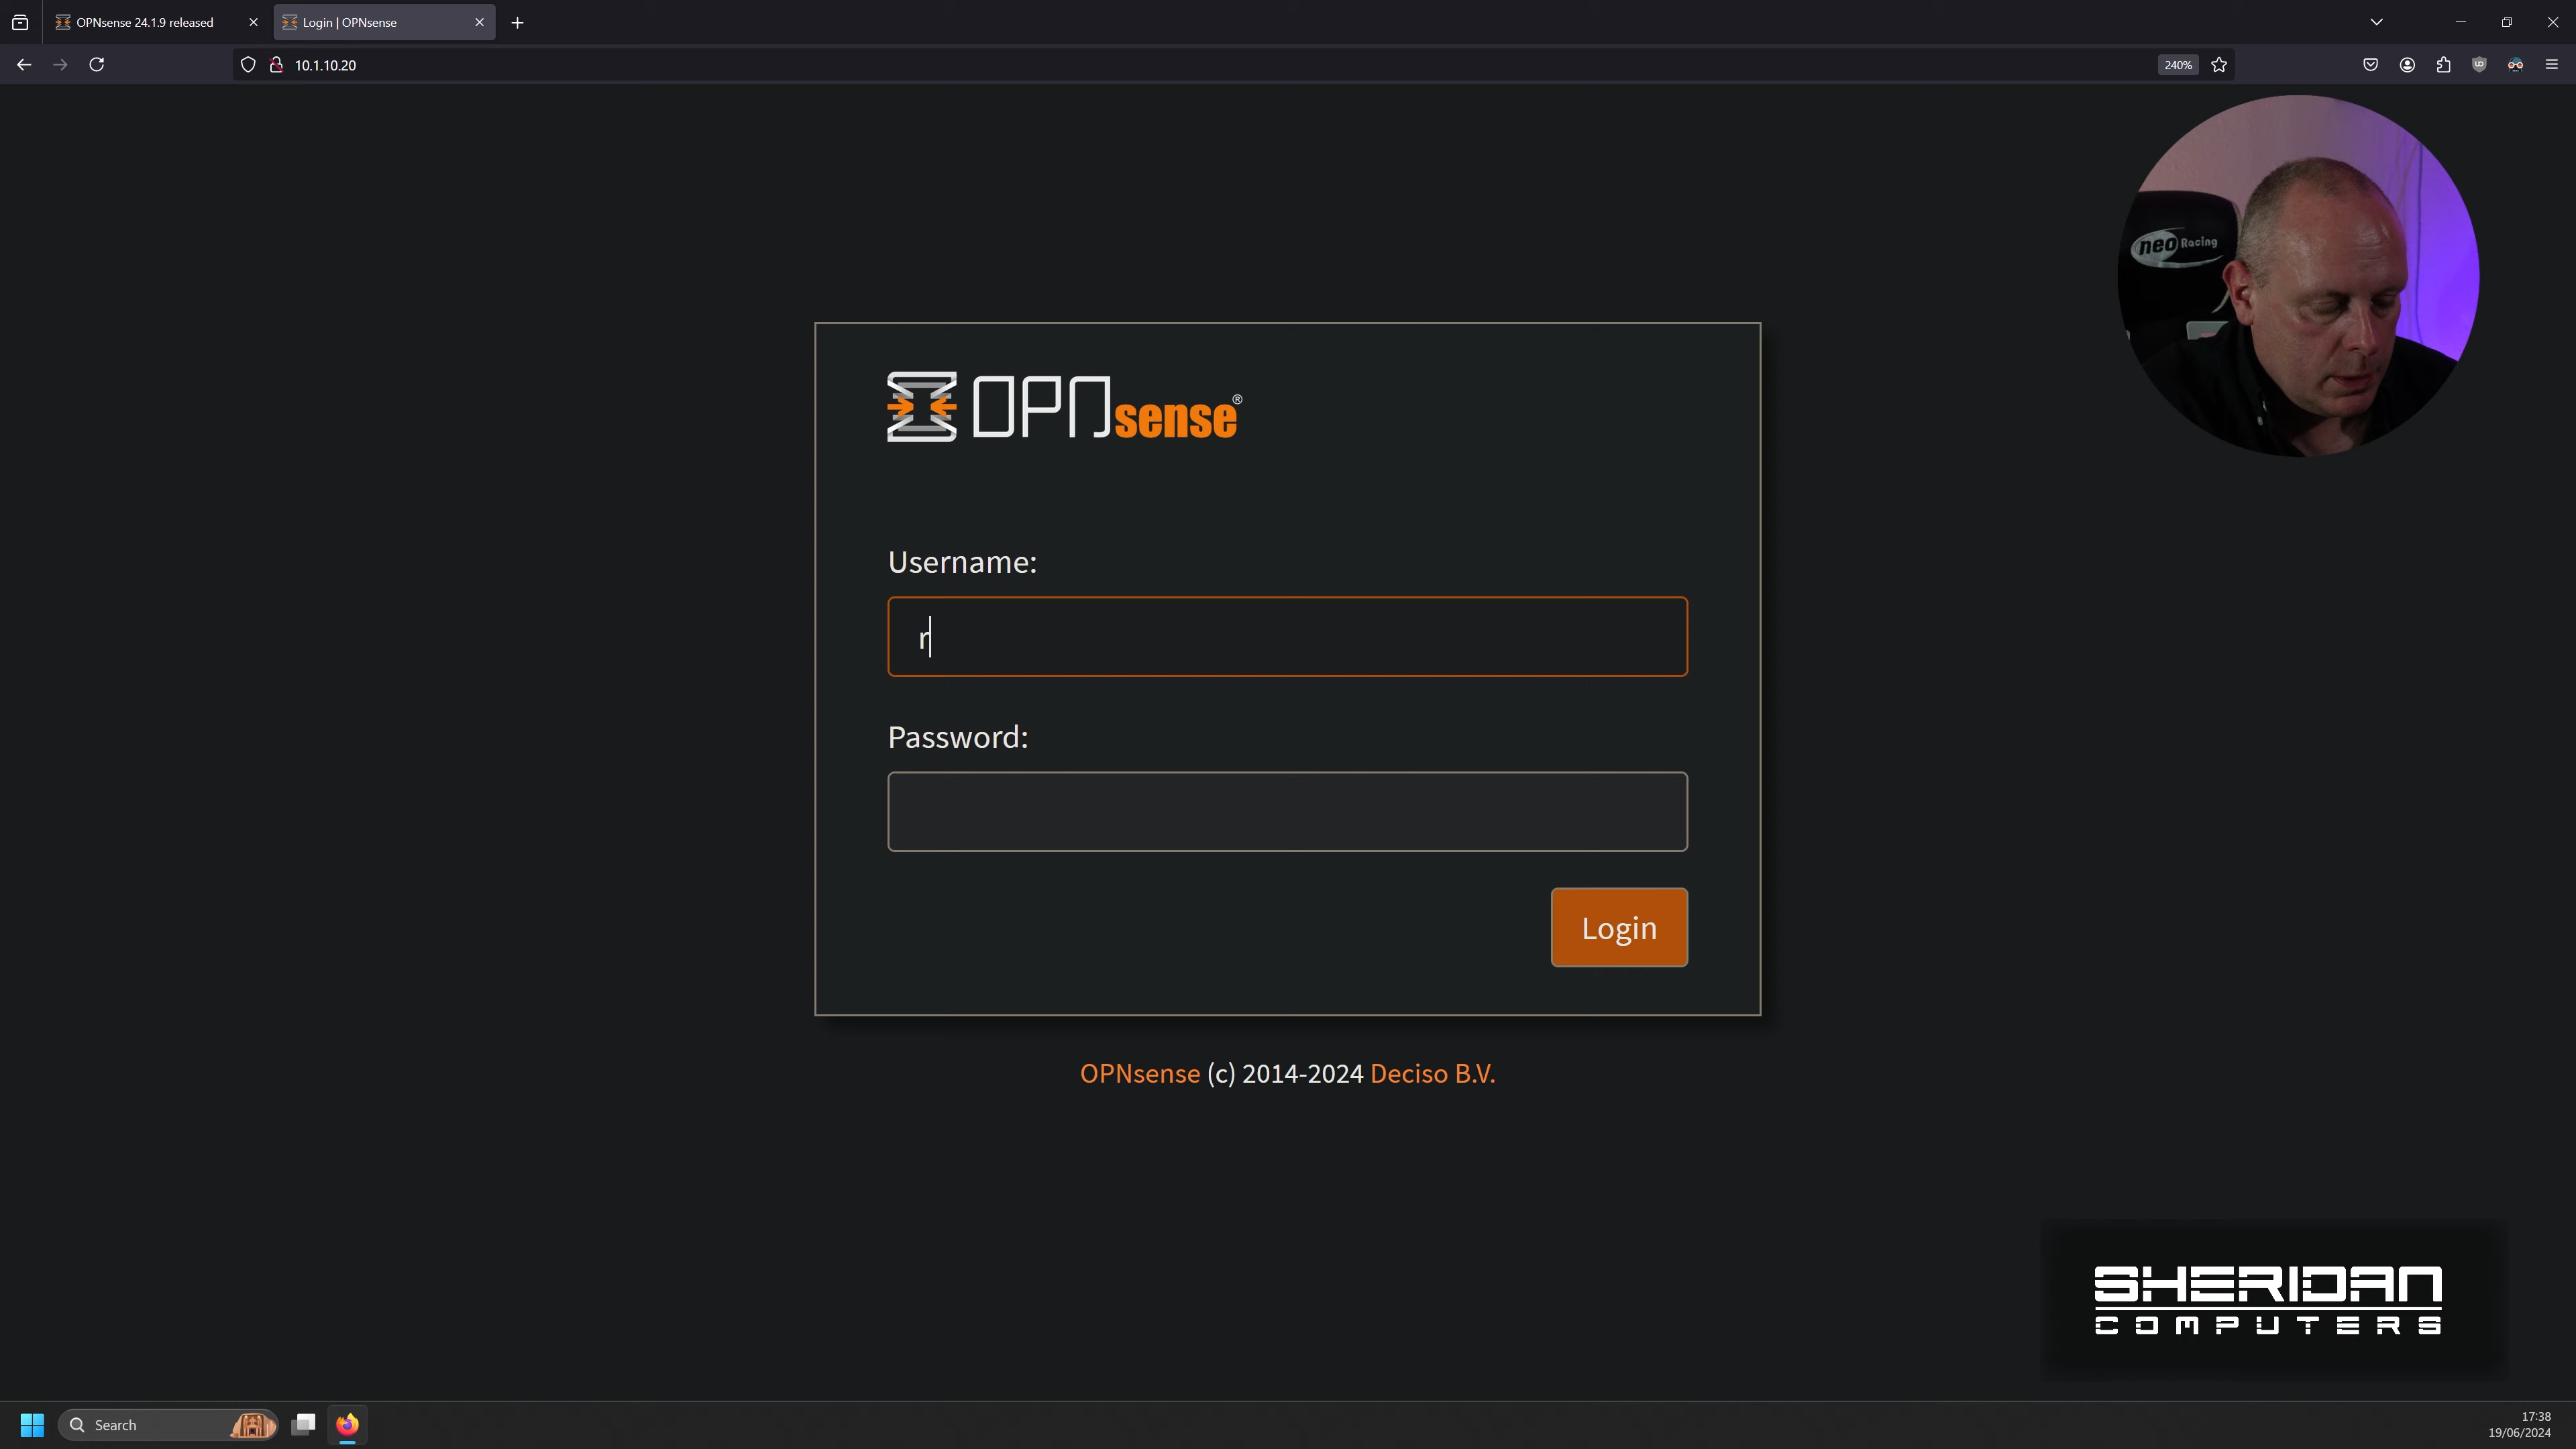 OPNsense 24.1.9 released
Login | OPNsense
10.1.10.20
240%
neo Racing
OPNsense®
Username:
r
Password:
Login
OPNsense (c) 2014-2024 Deciso B.V.
SHERIDAN
COMPUTERS
Search
17:38
19/06/2024